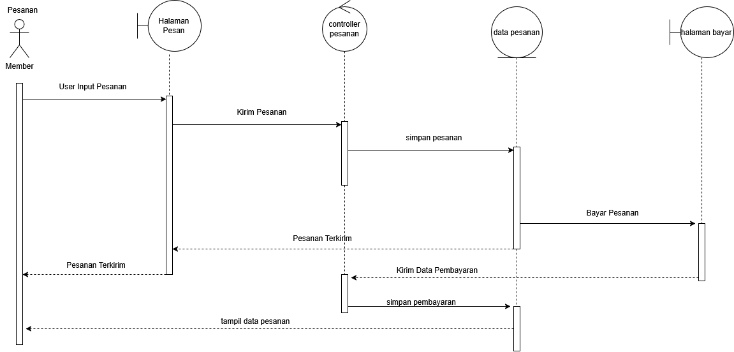 Pesanan
Member
Halaman
Pesan
controller
pesanan
data pesanan
halaman bayar
User Input Pesanan
Kirim Pesanan
simpan pesanan
Bayar Pesanan
Pesanan Terkirim
Pesanan Terkirim
Kirim Data Pembayaran
simpan pembayaran
tampil data pesanan